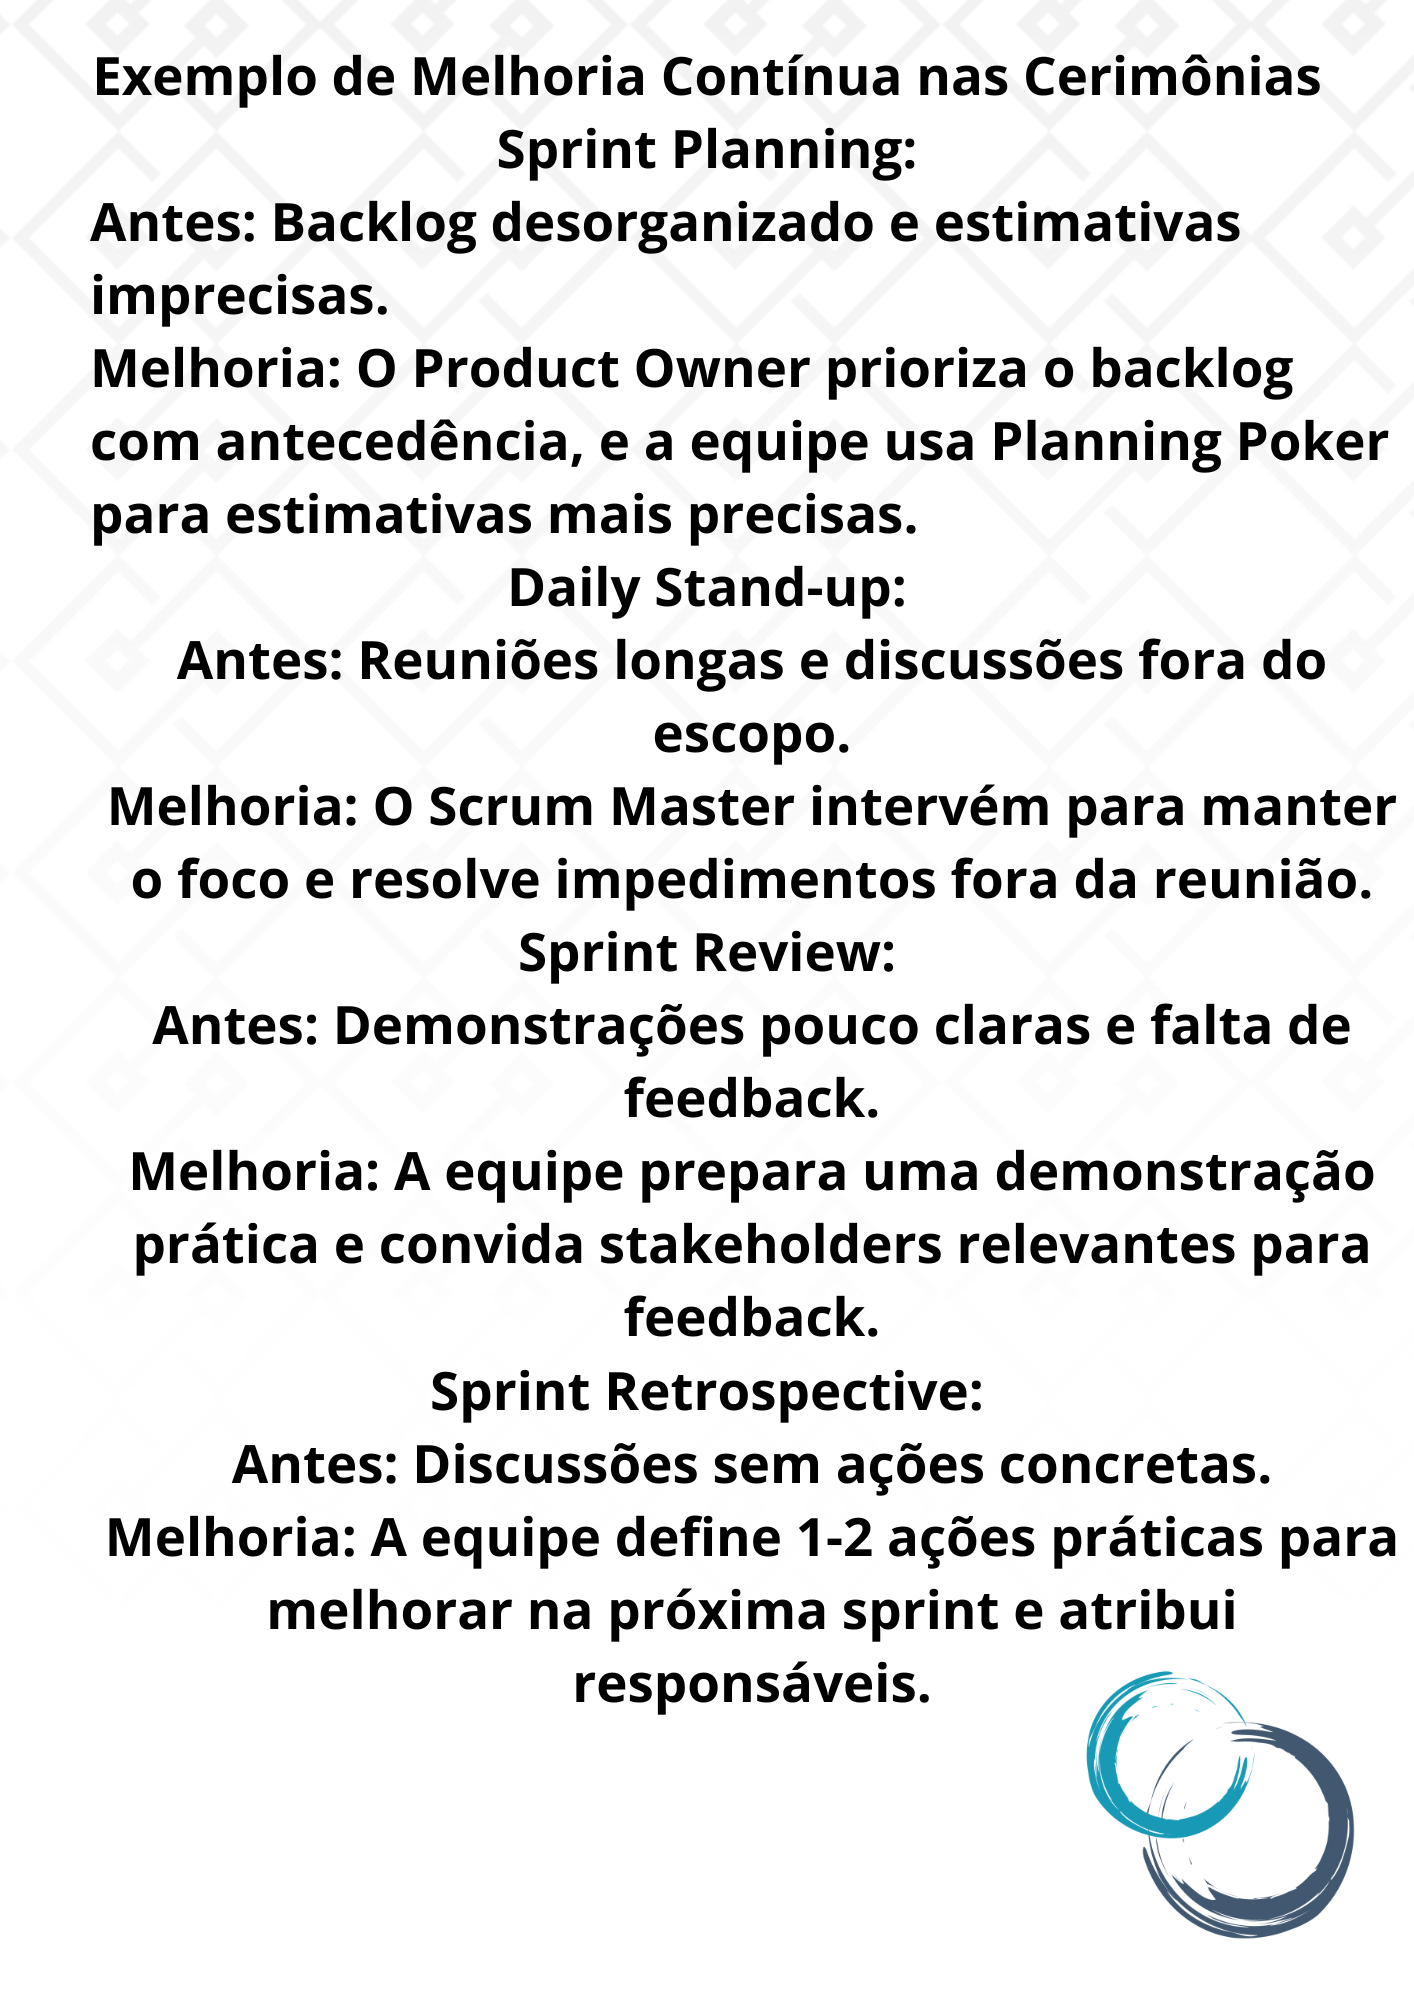 Exemplo de Melhoria Contínua nas Cerimônias
Sprint Planning:
Antes: Backlog desorganizado e estimativas
imprecisas.
Melhoria: O Product Owner prioriza o backlog
com antecedência, e a equipe usa Planning Poker
para estimativas mais precisas.
Daily Stand-up:
Antes: Reuniões longas e discussões fora do
escopo.
Melhoria: O Scrum Master intervém para manter
o foco e resolve impedimentos fora da reunião.
Sprint Review:
Antes: Demonstrações pouco claras e falta de
feedback.
Melhoria: A equipe prepara uma demonstração
prática e convida stakeholders relevantes para
feedback.
Sprint Retrospective:
Antes: Discussões sem ações concretas.
Melhoria: A equipe define 1-2 ações práticas para
melhorar na próxima sprint e atribui
responsáveis.